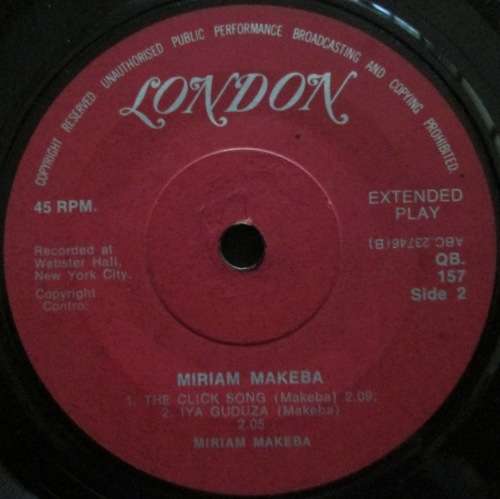 COPYRIGHT RESERVED. UNAUTHORISED PUBLIC PERFORMANCE BROADCASTING AND COPYING PROHIBITED.
LONDON
45 RPM.
EXTENDED
PLAY
ABC 23746(B)
Recorded at
Webster Hall,
New York City.
QB.
157
Copyright
Contro.
Side 2
MIRIAM MAKEBA
1. THE CLICK SONG (Makeba) 2.09;
2. IYA GUDUZA (Makeba)
2.05
MIRIAM MAKEBA